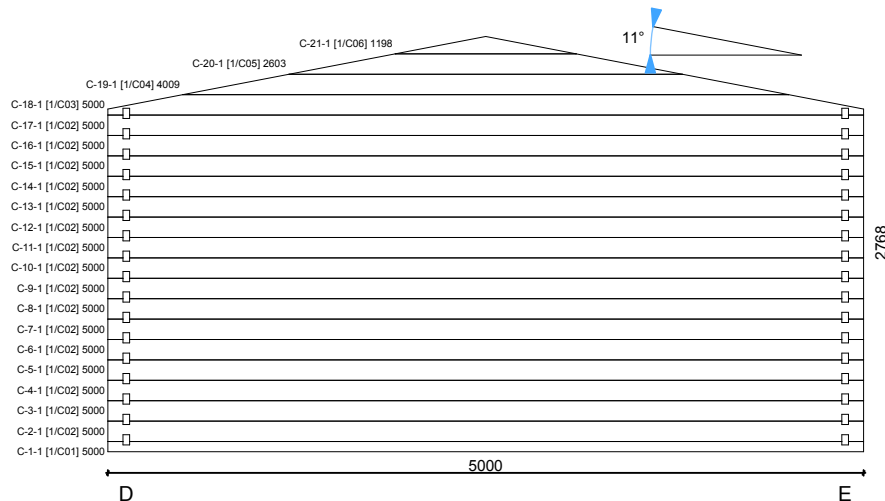 11°
C-21-1 [1/C06] 1198
C-20-1 [1/C05] 2603
C-19-1 [1/C04] 4009
C-18-1 [1/C03] 5000
C-17-1 [1/C02] 5000
C-16-1 [1/C02] 5000
C-15-1 [1/C02] 5000
C-14-1 [1/C02] 5000
C-13-1 [1/C02] 5000
C-12-1 [1/C02] 5000
C-11-1 [1/C02] 5000
C-10-1 [1/C02] 5000
C-9-1 [1/C02] 5000
C-8-1 [1/C02] 5000
C-7-1 [1/C02] 5000
C-6-1 [1/C02] 5000
C-5-1 [1/C02] 5000
C-4-1 [1/C02] 5000
C-3-1 [1/C02] 5000
C-2-1 [1/C02] 5000
C-1-1 [1/C01] 5000
2768
5000
D
E